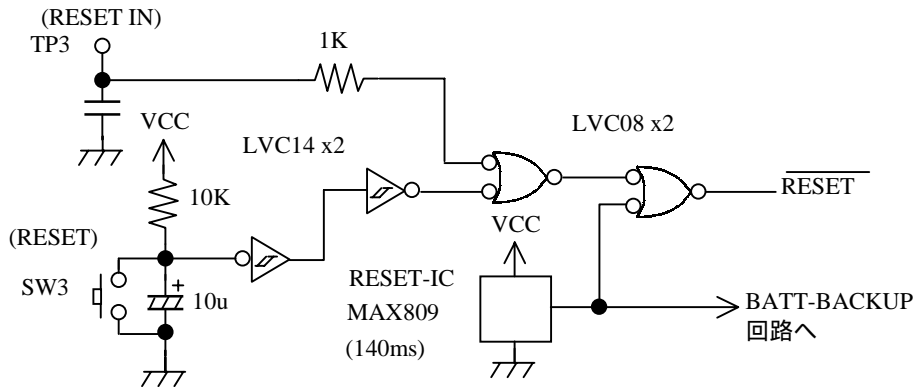 (RESET IN)
TP3
1K
VCC
LVC14 x2
LVC08 x2
10K
RESET
(RESET)
VCC
SW3
10u
+
RESET-IC
MAX809
(140ms)
BATT-BACKUP
回路へ